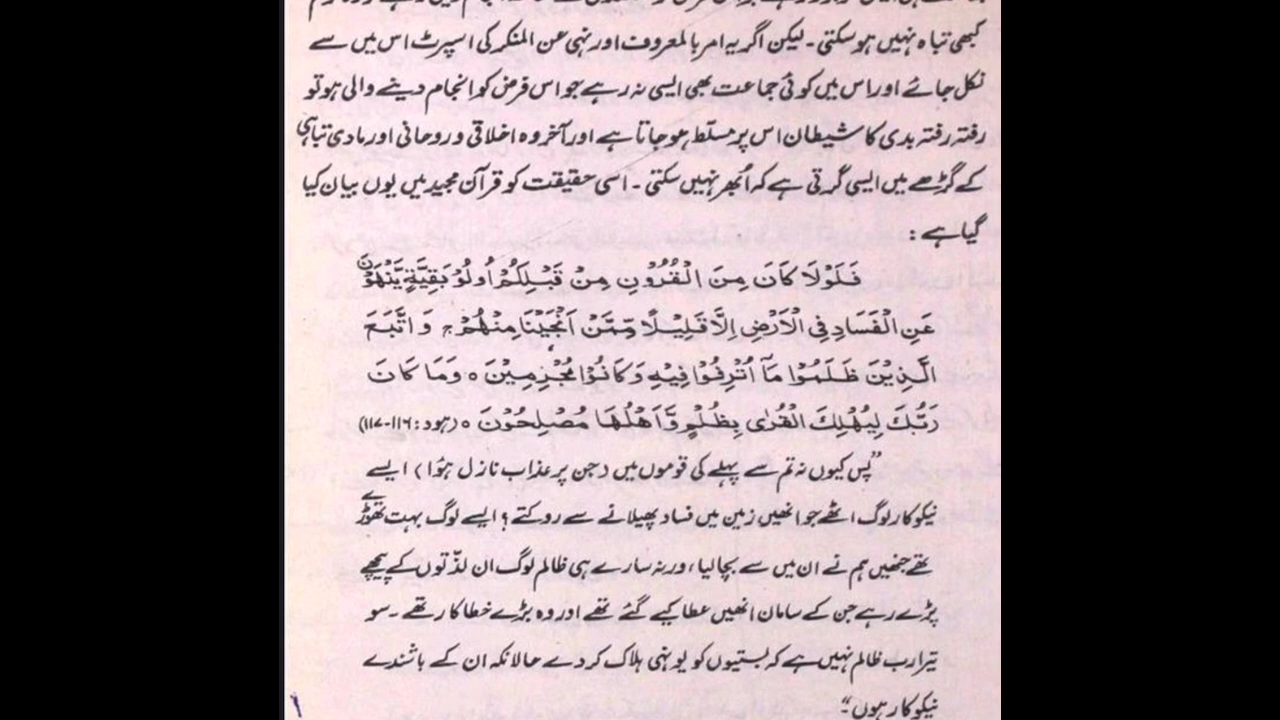 کبھی تباہ نہیں ہو سکتی۔ لیکن اگر یہ امر بالمعروف اور نہی عن المنکر کی اسپرٹ اس میں سے
نکل جائے اور اس میں کوئی جماعت بھی ایسی نہ رہے جو اس فرض کو انجام دینے والی ہو تو
رفتہ رفتہ بدی کا شیطان اس پر مسلّط ہو جاتا ہے اور آخر وہ اخلاقی و روحانی اور مادی تباہی
کے گڑھے میں ایسی گرتی ہے کہ اُبھر نہیں سکتی۔ اسی حقیقت کو قرآن مجید میں یوں بیان کیا
گیا ہے :
فَلَوْلَا كَانَ مِنَ الْقُرُوْنِ مِنْ قَبْلِكُمْ اُولُوْ بَقِيَّةٍ يَّنْهَوْنَ
عَنِ الْفَسَادِ فِي الْاَرْضِ اِلَّا قَلِيْلًا مِّمَّنْ اَنْجَيْنَا مِنْهُمْ ۚ وَاتَّبَعَ
الَّذِيْنَ ظَلَمُوْا مَآ اُتْرِفُوْا فِيْهِ وَكَانُوْا مُجْرِمِيْنَ ہ وَمَا كَانَ
رَبُّكَ لِيُهْلِكَ الْقُرٰى بِظُلْمٍ وَّاَهْلُهَا مُصْلِحُوْنَ ہ (ہود: ۱۱۶-۱۱۷)
”پس کیوں نہ تم سے پہلے کی قوموں میں (جن پر عذاب نازل ہؤا) ایسے
نیکو کار لوگ اٹھے جو انھیں زمین میں فساد پھیلانے سے روکتے؟ ایسے لوگ بہت تھوڑے
تھے جنھیں ہم نے ان میں سے بچا لیا، ورنہ سارے ہی ظالم لوگ ان لذّتوں کے پیچھے
پڑے رہے جن کے سامان انھیں عطا کیے گئے تھے اور وہ بڑے خطا کار تھے۔ سو
تیرا رب ظالم نہیں ہے کہ بستیوں کو یونہی ہلاک کر دے حالانکہ ان کے باشندے
نیکو کار ہوں“۔